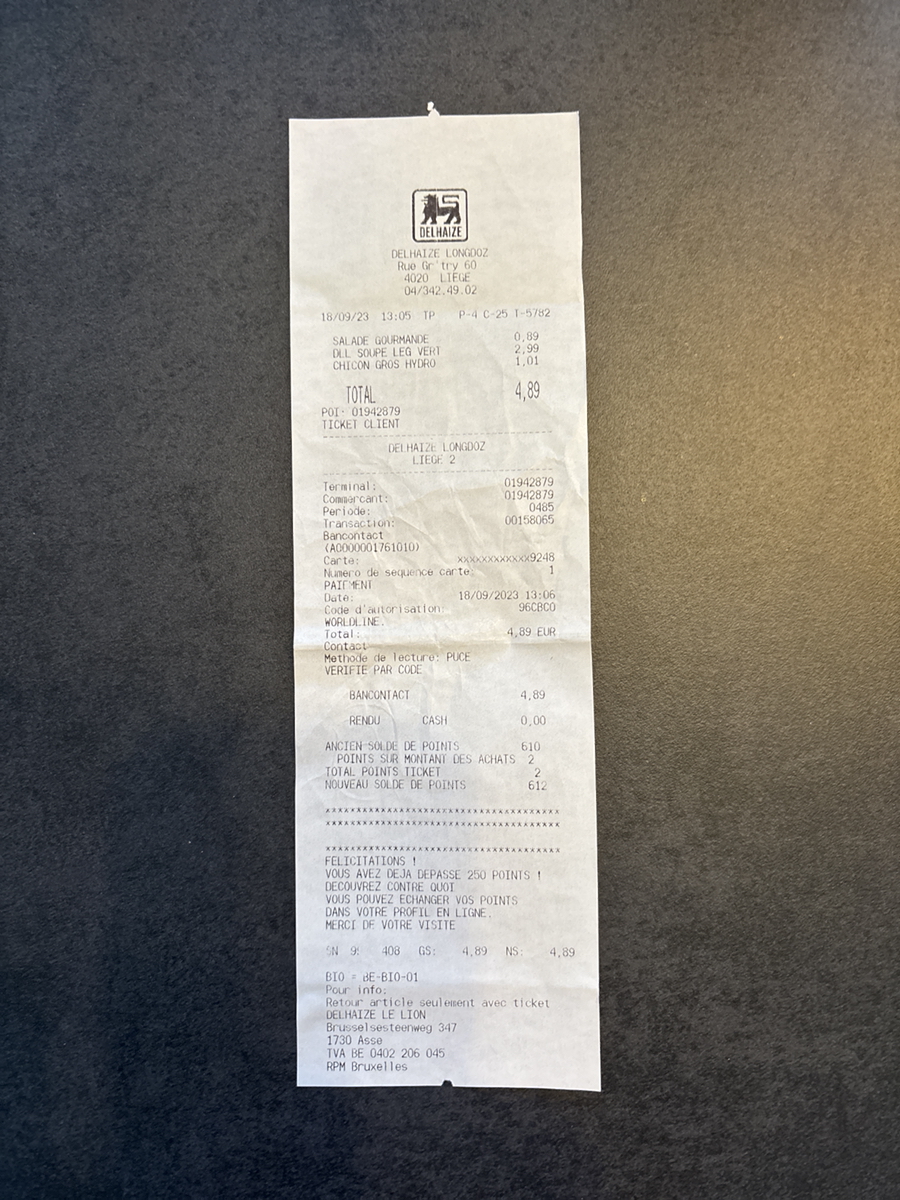 DELHAIZE
DELHAIZE LONGDOZ
Rue Gr'try 60
4020 LIEGE
04/342.49.02
18/09/23 13:05 TP P-4 C-25 T-5782
SALADE GOURMANDE 0,89
DLL SOUPE LEG VERT 2,99
CHICON GROS HYDRO 1,01
TOTAL 4,89
POI: 01942879
TICKET CLIENT
DELHAIZE LONGDOZ
LIEGE 2
Terminal: 01942879
Commercant: 01942879
Periode: 0485
Transaction: 00158065
Bancontact
(A0000001761010)
Carte: xxxxxxxxxxxx9248
Numero de sequence carte: 1
PAIEMENT
Date: 18/09/2023 13:06
Code d'autorisation: 96CBC0
WORLDLINE.
Total: 4,89 EUR
Contact
Methode de lecture: PUCE
VERIFIE PAR CODE
BANCONTACT 4,89
RENDU CASH 0,00
ANCIEN SOLDE DE POINTS 610
POINTS SUR MONTANT DES ACHATS 2
TOTAL POINTS TICKET 2
NOUVEAU SOLDE DE POINTS 612
xxxxxxxxxxxxxxxxxxxxxxxxxxxxxxxxxxxxxx
xxxxxxxxxxxxxxxxxxxxxxxxxxxxxxxxxxxxxx
xxxxxxxxxxxxxxxxxxxxxxxxxxxxxxxxxxxxxx
FELICITATIONS !
VOUS AVEZ DEJA DEPASSE 250 POINTS !
DECOUVREZ CONTRE QUOI
VOUS POUVEZ ECHANGER VOS POINTS
DANS VOTRE PROFIL EN LIGNE.
MERCI DE VOTRE VISITE
SN 9: 408 GS: 4,89 NS: 4,89
BIO = BE-BIO-01
Pour info:
Retour article seulement avec ticket
DELHAIZE LE LION
Brusselsesteenweg 347
1730 Asse
TVA BE 0402 206 045
RPM Bruxelles